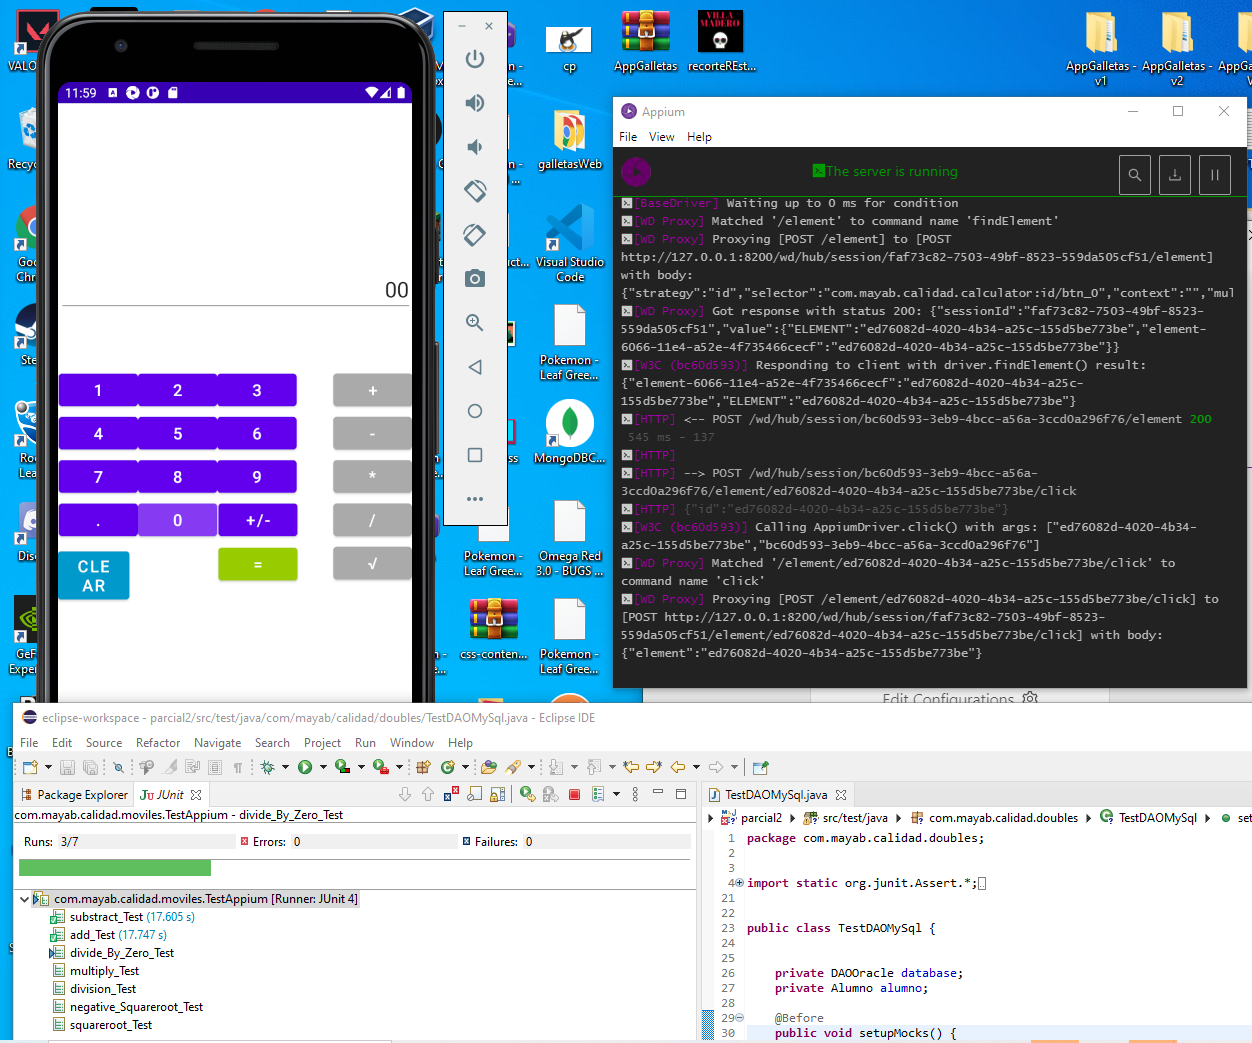 VALO
Recy
Goo
Chr
Ste
Roc
Lea
Disc
GeF
Exper
11:59
00
1 2 3 +
4 5 6 -
7 8 9 *
. 0 +/- /
CLE
AR
= √
cp
AppGalletas
VILLA
MADERO
recorteREst...
galletasWeb
Visual Studio
Code
Pokemon -
Leaf Gree...
MongoDBC...
Pokemon -
Leaf Gree...
Omega Red
3.0 - BUGS ...
css-conten...
Pokemon -
Leaf Gree...
AppGalletas -
v1
AppGalletas -
v2
AppGa
Appium
File View Help
The server is running
[BaseDriver] Waiting up to 0 ms for condition
[WD Proxy] Matched '/element' to command name 'findElement'
[WD Proxy] Proxying [POST /element] to [POST
http://127.0.0.1:8200/wd/hub/session/faf73c82-7503-49bf-8523-559da505cf51/element]
with body:
{"strategy":"id","selector":"com.mayab.calidad.calculator:id/btn_0","context":"","mul
[WD Proxy] Got response with status 200: {"sessionId":"faf73c82-7503-49bf-8523-
559da505cf51","value":{"ELEMENT":"ed76082d-4020-4b34-a25c-155d5be773be","element-
6066-11e4-a52e-4f735466cecf":"ed76082d-4020-4b34-a25c-155d5be773be"}}
[W3C (bc60d593)] Responding to client with driver.findElement() result:
{"element-6066-11e4-a52e-4f735466cecf":"ed76082d-4020-4b34-a25c-
155d5be773be","ELEMENT":"ed76082d-4020-4b34-a25c-155d5be773be"}
[HTTP] <-- POST /wd/hub/session/bc60d593-3eb9-4bcc-a56a-3ccd0a296f76/element 200
545 ms - 137
[HTTP]
[HTTP] --> POST /wd/hub/session/bc60d593-3eb9-4bcc-a56a-
3ccd0a296f76/element/ed76082d-4020-4b34-a25c-155d5be773be/click
[HTTP] {"id":"ed76082d-4020-4b34-a25c-155d5be773be"}
[W3C (bc60d593)] Calling AppiumDriver.click() with args: ["ed76082d-4020-4b34-
a25c-155d5be773be","bc60d593-3eb9-4bcc-a56a-3ccd0a296f76"]
[WD Proxy] Matched '/element/ed76082d-4020-4b34-a25c-155d5be773be/click' to
command name 'click'
[WD Proxy] Proxying [POST /element/ed76082d-4020-4b34-a25c-155d5be773be/click] to
[POST http://127.0.0.1:8200/wd/hub/session/faf73c82-7503-49bf-8523-
559da505cf51/element/ed76082d-4020-4b34-a25c-155d5be773be/click] with body:
{"element":"ed76082d-4020-4b34-a25c-155d5be773be"}
Edit Configurations
eclipse-workspace - parcial2/src/test/java/com/mayab/calidad/doubles/TestDAOMySql.java - Eclipse IDE
File Edit Source Refactor Navigate Search Project Run Window Help
Package Explorer JUnit
com.mayab.calidad.moviles.TestAppium - divide_By_Zero_Test
Runs: 3/7 Errors: 0 Failures: 0
com.mayab.calidad.moviles.TestAppium [Runner: JUnit 4]
substract_Test (17.605 s)
add_Test (17.747 s)
divide_By_Zero_Test
multiply_Test
division_Test
negative_Squareroot_Test
squareroot_Test
TestDAOMySql.java
parcial2 src/test/java com.mayab.calidad.doubles TestDAOMySql set
1 package com.mayab.calidad.doubles;
2
3
4 import static org.junit.Assert.*;
21
22
23 public class TestDAOMySql {
24
25
26 private DAOOracle database;
27 private Alumno alumno;
28
29 @Before
30 public void setupMocks() {